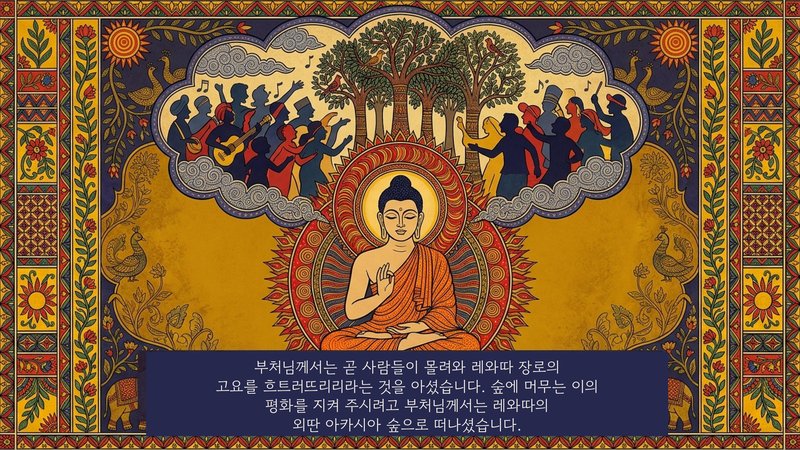 부처님께서는 곧 사람들이 몰려와 레와따 장로의
고요를 흐트러뜨리리라는 것을 아셨습니다. 숲에 머무는 이의
평화를 지켜 주시려고 부처님께서는 레와따의
외딴 아카시아 숲으로 떠나셨습니다.